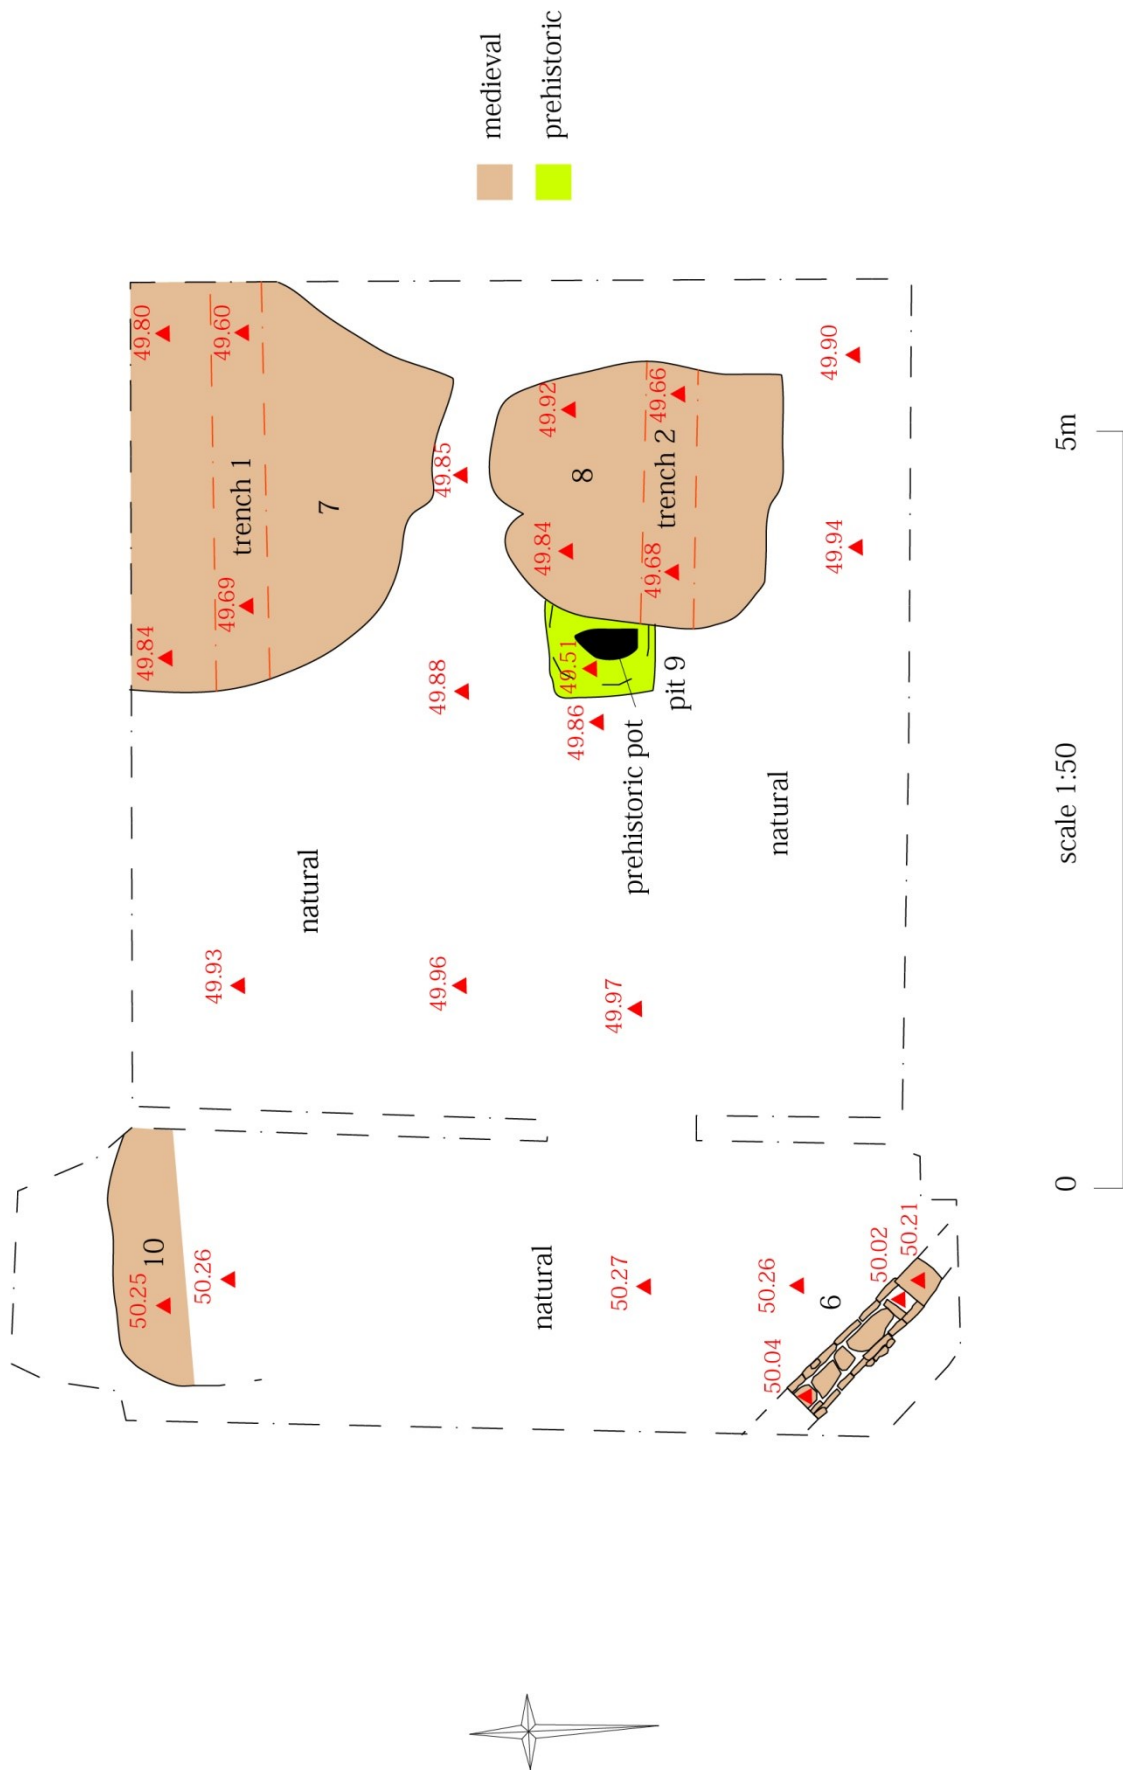 medieval
prehistoric
49.80
49.60
trench 1
7
49.69
49.84
49.85
49.88
49.92
8
49.66
trench 2
49.84
49.68
49.90
49.94
49.51
49.86
prehistoric pot
pit 9
natural
natural
49.93
49.96
49.97
10
50.25
50.26
natural
50.27
50.26
6
50.04
50.02
50.21
0
scale 1:50
5m